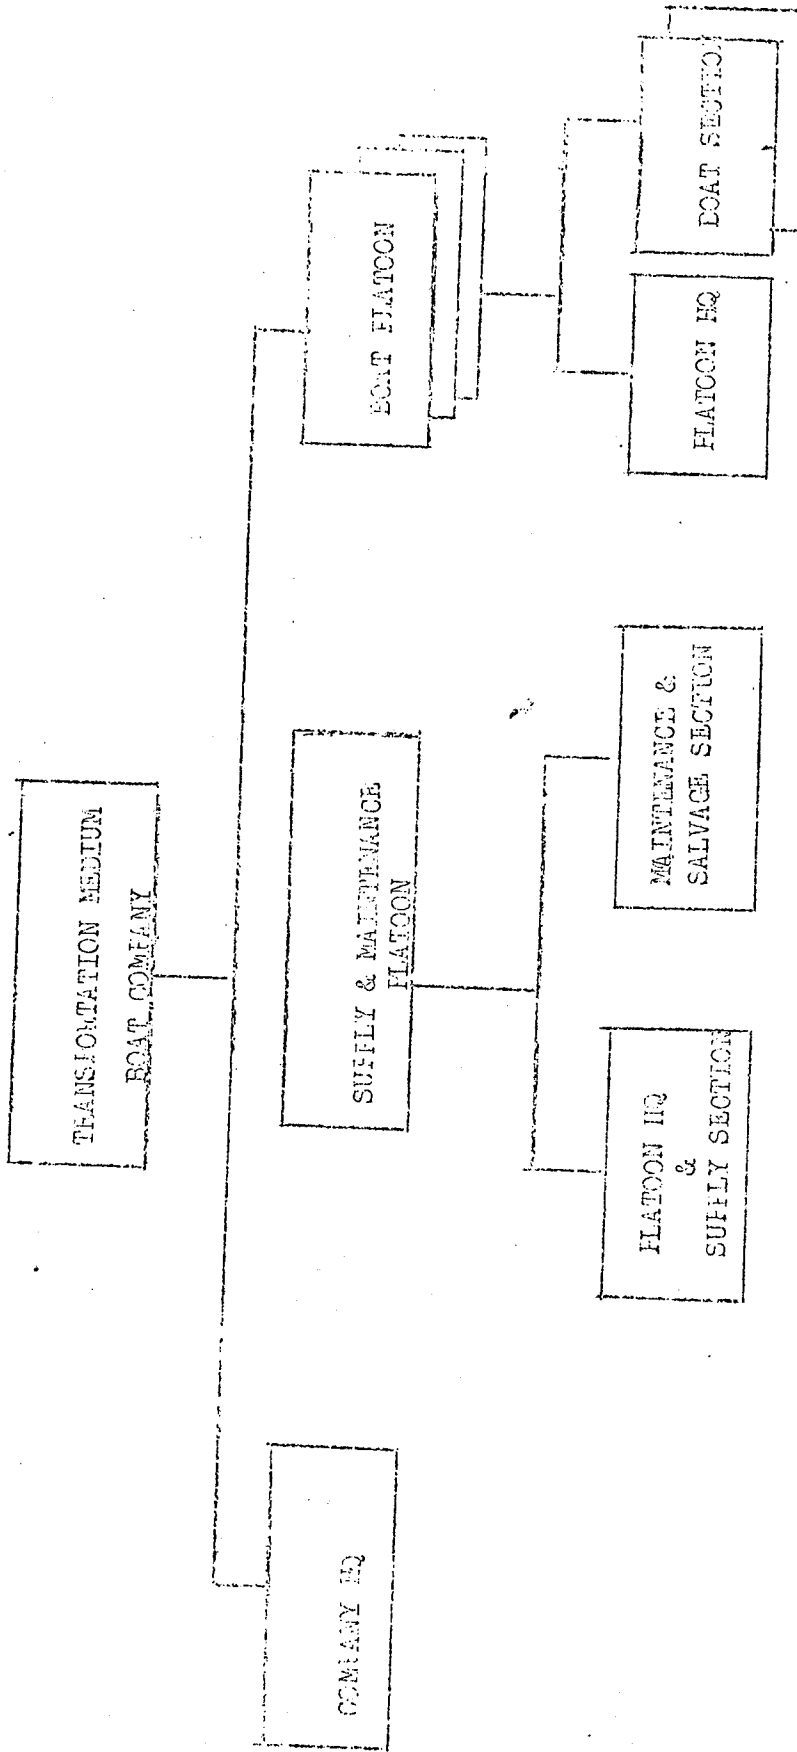 TRANSPORTATION MEDIUM
BOAT COMPANY
COMPANY HQ
SUPPLY & MAINTENANCE
PLATOON
BOAT PLATOON
PLATOON HQ
&
SUPPLY SECTION
MAINTENANCE &
SALVAGE SECTION
PLATOON HQ
BOAT SECTION